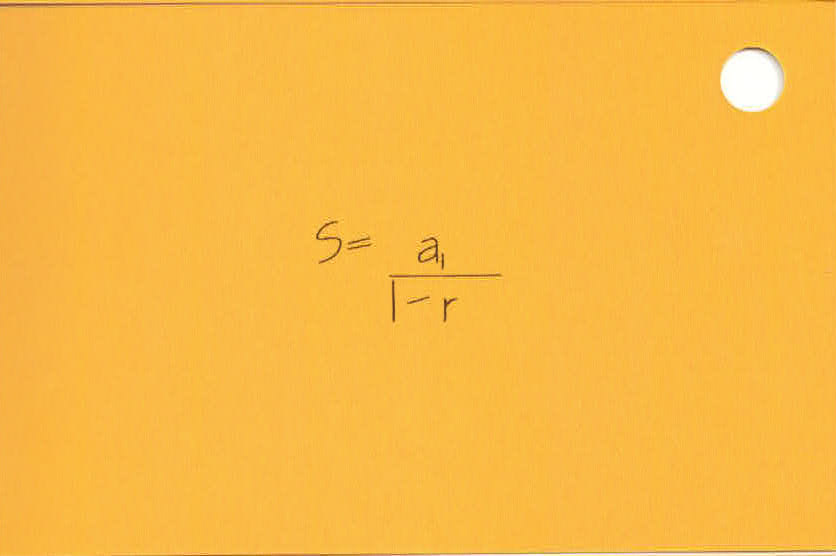 S = a₁
1 - r